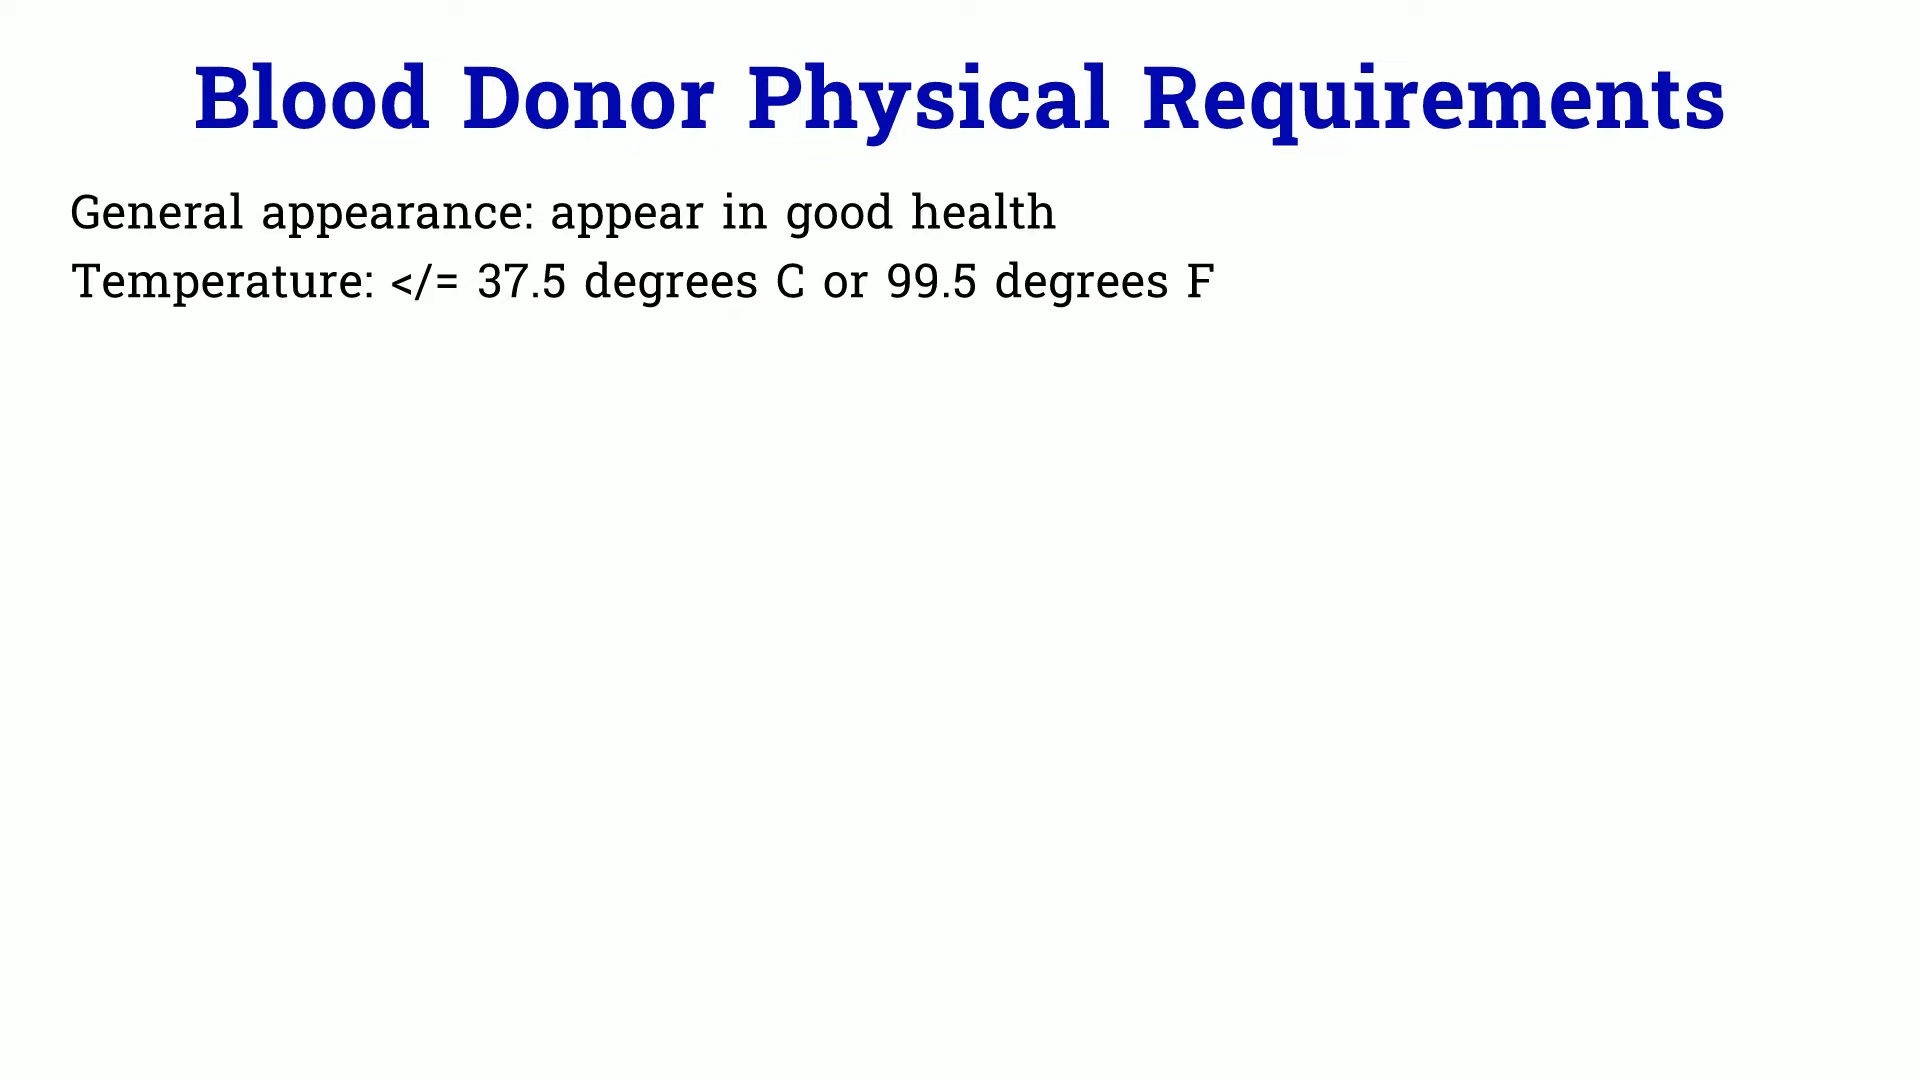 Blood Donor Physical Requirements
General appearance: appear in good health
Temperature: </= 37.5 degrees C or 99.5 degrees F